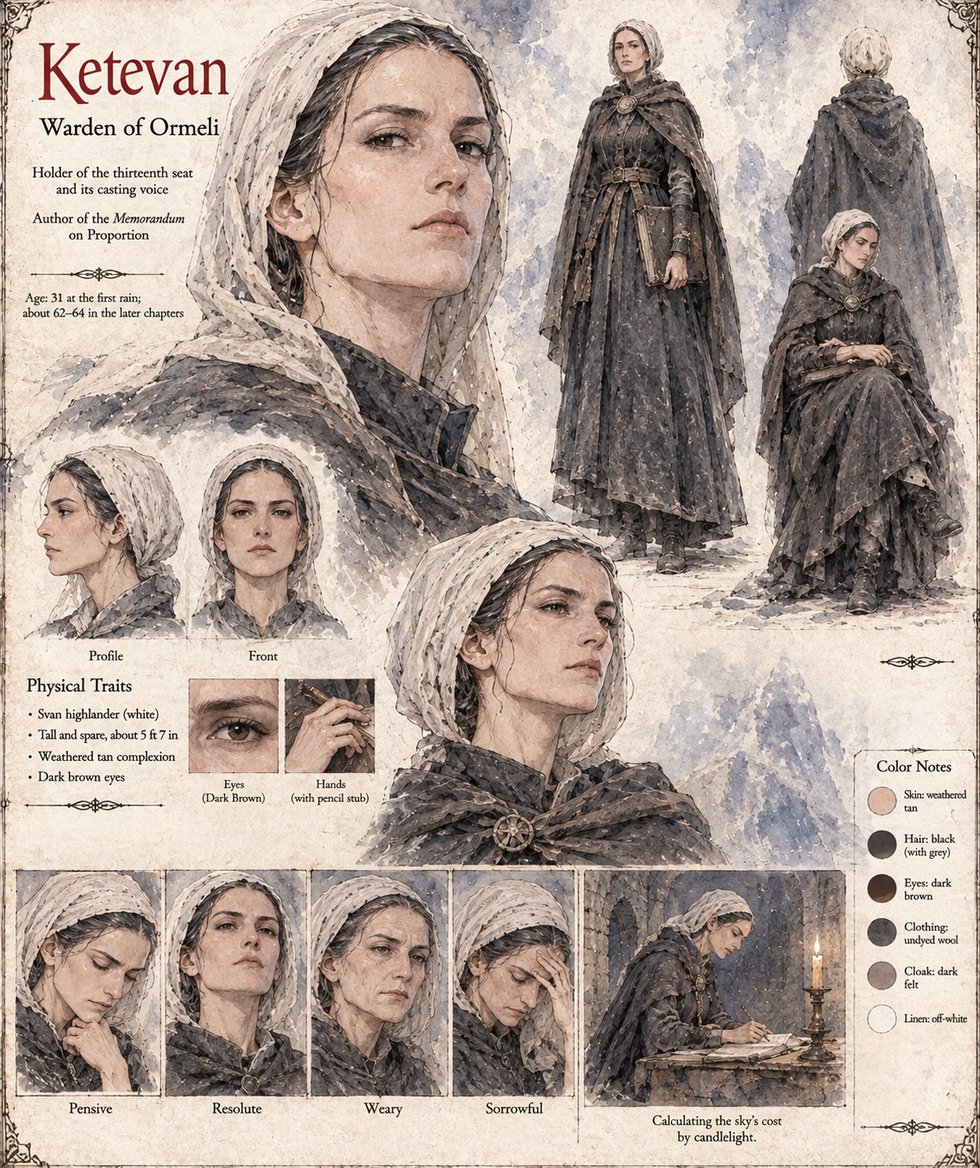 Ketevan
Warden of Ormeli
Holder of the thirteenth seat
and its casting voice
Author of the Memorandum
on Proportion
Age: 31 at the first rain;
about 62–64 in the later chapters
Profile
Front
Physical Traits
• Svan highlander (white)
• Tall and spare, about 5 ft 7 in
• Weathered tan complexion
• Dark brown eyes
Eyes
(Dark Brown)
Hands
(with pencil stub)
Color Notes
Skin: weathered
tan
Hair: black
(with grey)
Eyes: dark
brown
Clothing:
undyed wool
Cloak: dark
felt
Linen: off-white
Pensive
Resolute
Weary
Sorrowful
Calculating the sky's cost
by candlelight.